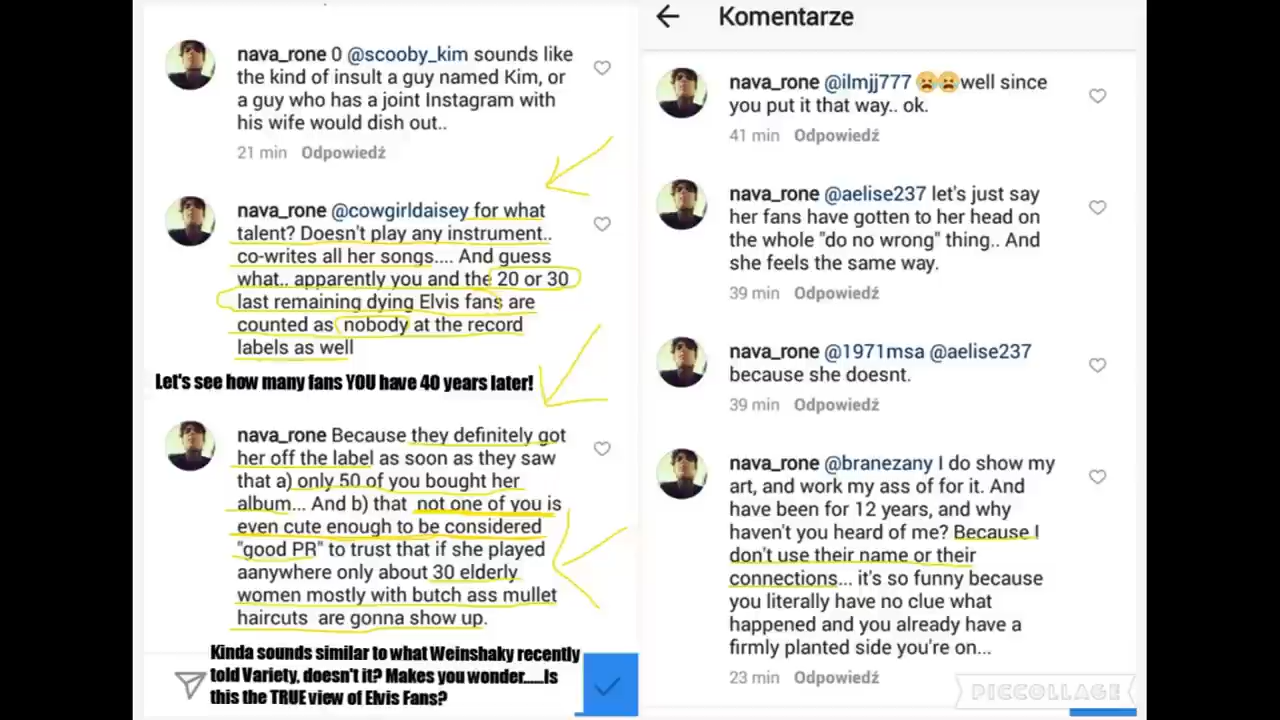 nava_rone 0 @scooby_kim sounds like
the kind of insult a guy named Kim, or
a guy who has a joint Instagram with
his wife would dish out..
21 min Odpowiedź
nava_rone @cowgirldaisey for what
talent? Doesn't play any instrument..
co-writes all her songs.... And guess
what.. apparently you and the 20 or 30
last remaining dying Elvis fans are
counted as nobody at the record
labels as well
Let's see how many fans YOU have 40 years later!
nava_rone Because they definitely got
her off the label as soon as they saw
that a) only 50 of you bought her
album... And b) that not one of you is
even cute enough to be considered
"good PR" to trust that if she played
aanywhere only about 30 elderly
women mostly with butch ass mullet
haircuts are gonna show up.
Kinda sounds similar to what Weinshaky recently
told Variety, doesn't it? Makes you wonder......Is
this the TRUE view of Elvis Fans?
Komentarze
nava_rone @ilmjj777 😫😫well since
you put it that way.. ok.
41 min Odpowiedź
nava_rone @aelise237 let's just say
her fans have gotten to her head on
the whole "do no wrong" thing.. And
she feels the same way.
39 min Odpowiedź
nava_rone @1971msa @aelise237
because she doesnt.
39 min Odpowiedź
nava_rone @branezany I do show my
art, and work my ass of for it. And
have been for 12 years, and why
haven't you heard of me? Because I
don't use their name or their
connections... it's so funny because
you literally have no clue what
happened and you already have a
firmly planted side you're on...
23 min Odpowiedź
PICCOLLAGE